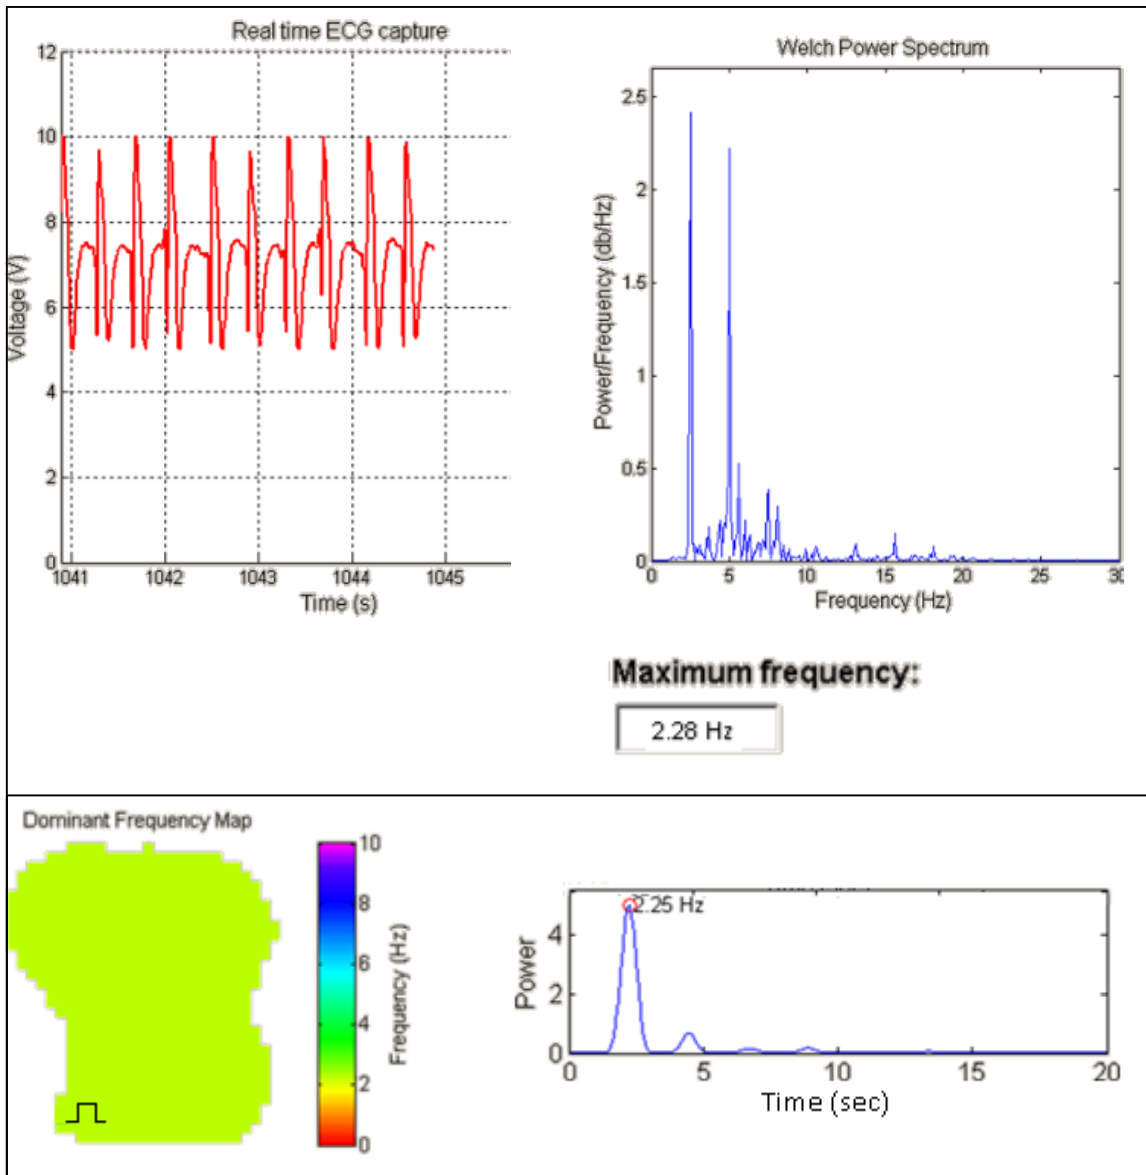 Real time ECG capture
12
10
8
6
4
2
0
Voltage (V)
1041 1042 1043 1044 1045
Time (s)
Welch Power Spectrum
2.5
2
1.5
1
0.5
0
Power/Frequency (db/Hz)
0 5 10 15 20 25 30
Frequency (Hz)
Maximum frequency:
2.28 Hz
Dominant Frequency Map
10
8
6
4
2
0
Frequency (Hz)
2.25 Hz
4
2
0
Power
0 5 10 15 20
Time (sec)